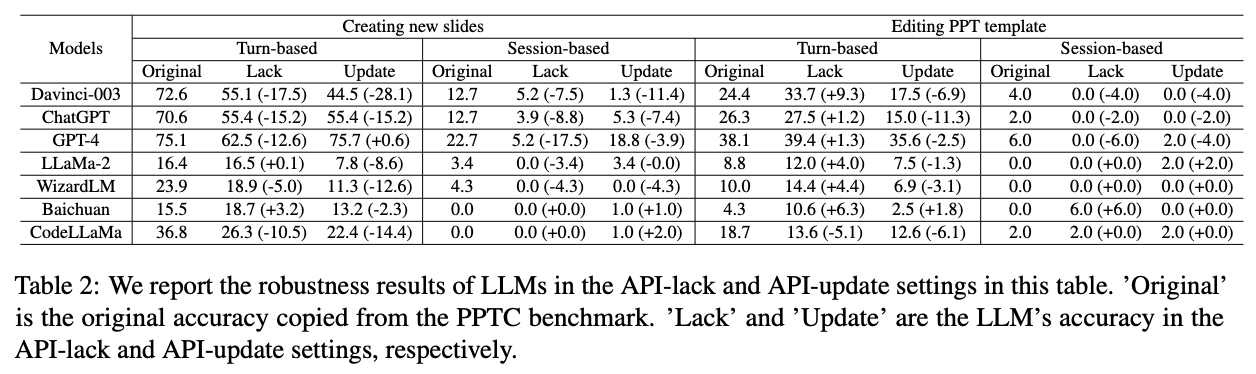 Models Creating new slides Editing PPT template
Turn-based Session-based Turn-based Session-based
Original Lack Update Original Lack Update Original Lack Update Original Lack Update
Davinci-003 72.6 55.1 (-17.5) 44.5 (-28.1) 12.7 5.2 (-7.5) 1.3 (-11.4) 24.4 33.7 (+9.3) 17.5 (-6.9) 4.0 0.0 (-4.0) 0.0 (-4.0)
ChatGPT 70.6 55.4 (-15.2) 55.4 (-15.2) 12.7 3.9 (-8.8) 5.3 (-7.4) 26.3 27.5 (+1.2) 15.0 (-11.3) 2.0 0.0 (-2.0) 0.0 (-2.0)
GPT-4 75.1 62.5 (-12.6) 75.7 (+0.6) 22.7 5.2 (-17.5) 18.8 (-3.9) 38.1 39.4 (+1.3) 35.6 (-2.5) 6.0 0.0 (-6.0) 2.0 (-4.0)
LLaMa-2 16.4 16.5 (+0.1) 7.8 (-8.6) 3.4 0.0 (-3.4) 3.4 (-0.0) 8.8 12.0 (+4.0) 7.5 (-1.3) 0.0 0.0 (+0.0) 2.0 (+2.0)
WizardLM 23.9 18.9 (-5.0) 11.3 (-12.6) 4.3 0.0 (-4.3) 0.0 (-4.3) 10.0 14.4 (+4.4) 6.9 (-3.1) 0.0 0.0 (+0.0) 0.0 (+0.0)
Baichuan 15.5 18.7 (+3.2) 13.2 (-2.3) 0.0 0.0 (+0.0) 1.0 (+1.0) 4.3 10.6 (+6.3) 2.5 (+1.8) 0.0 6.0 (+6.0) 0.0 (+0.0)
CodeLLaMa 36.8 26.3 (-10.5) 22.4 (-14.4) 0.0 0.0 (+0.0) 1.0 (+2.0) 18.7 13.6 (-5.1) 12.6 (-6.1) 2.0 2.0 (+0.0) 2.0 (+0.0)
Table 2: We report the robustness results of LLMs in the API-lack and API-update settings in this table. ’Original’
is the original accuracy copied from the PPTC benchmark. ’Lack’ and ’Update’ are the LLM’s accuracy in the
API-lack and API-update settings, respectively.